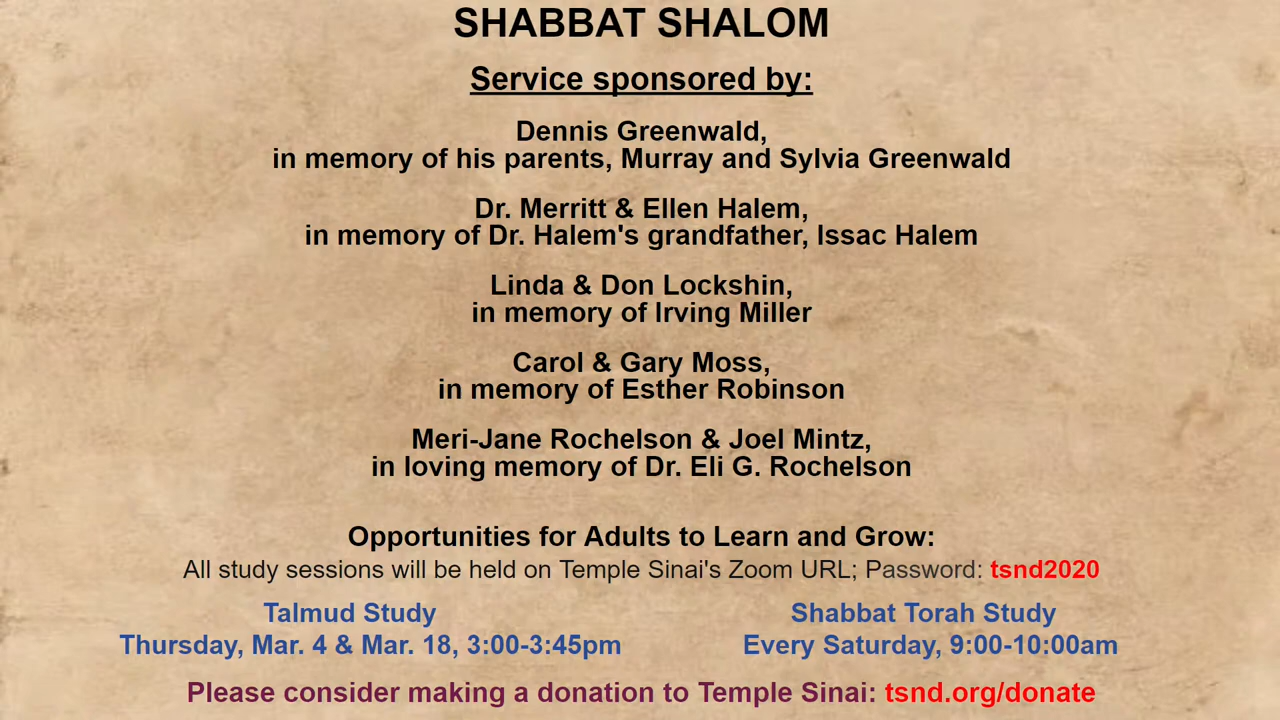 SHABBAT SHALOM
Service sponsored by:
Dennis Greenwald,
in memory of his parents, Murray and Sylvia Greenwald
Dr. Merritt & Ellen Halem,
in memory of Dr. Halem's grandfather, Issac Halem
Linda & Don Lockshin,
in memory of Irving Miller
Carol & Gary Moss,
in memory of Esther Robinson
Meri-Jane Rochelson & Joel Mintz,
in loving memory of Dr. Eli G. Rochelson
Opportunities for Adults to Learn and Grow:
All study sessions will be held on Temple Sinai's Zoom URL; Password: tsnd2020
Talmud Study
Thursday, Mar. 4 & Mar. 18, 3:00-3:45pm
Shabbat Torah Study
Every Saturday, 9:00-10:00am
Please consider making a donation to Temple Sinai: tsnd.org/donate